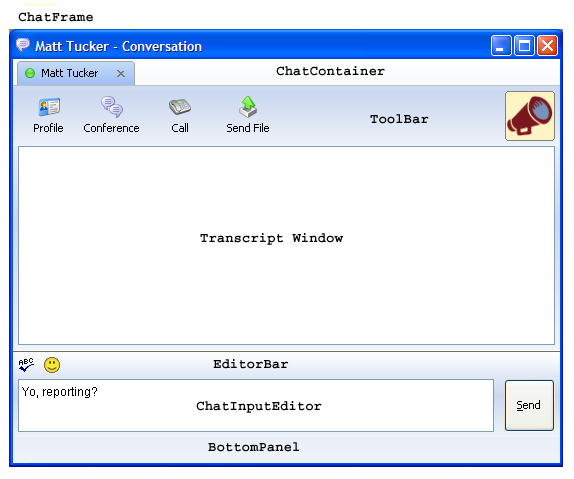 ChatFrame
Matt Tucker - Conversation
Matt Tucker
ChatContainer
Profile
Conference
Call
Send File
ToolBar
Transcript Window
ABC
EditorBar
Yo, reporting?
ChatInputEditor
Send
BottomPanel